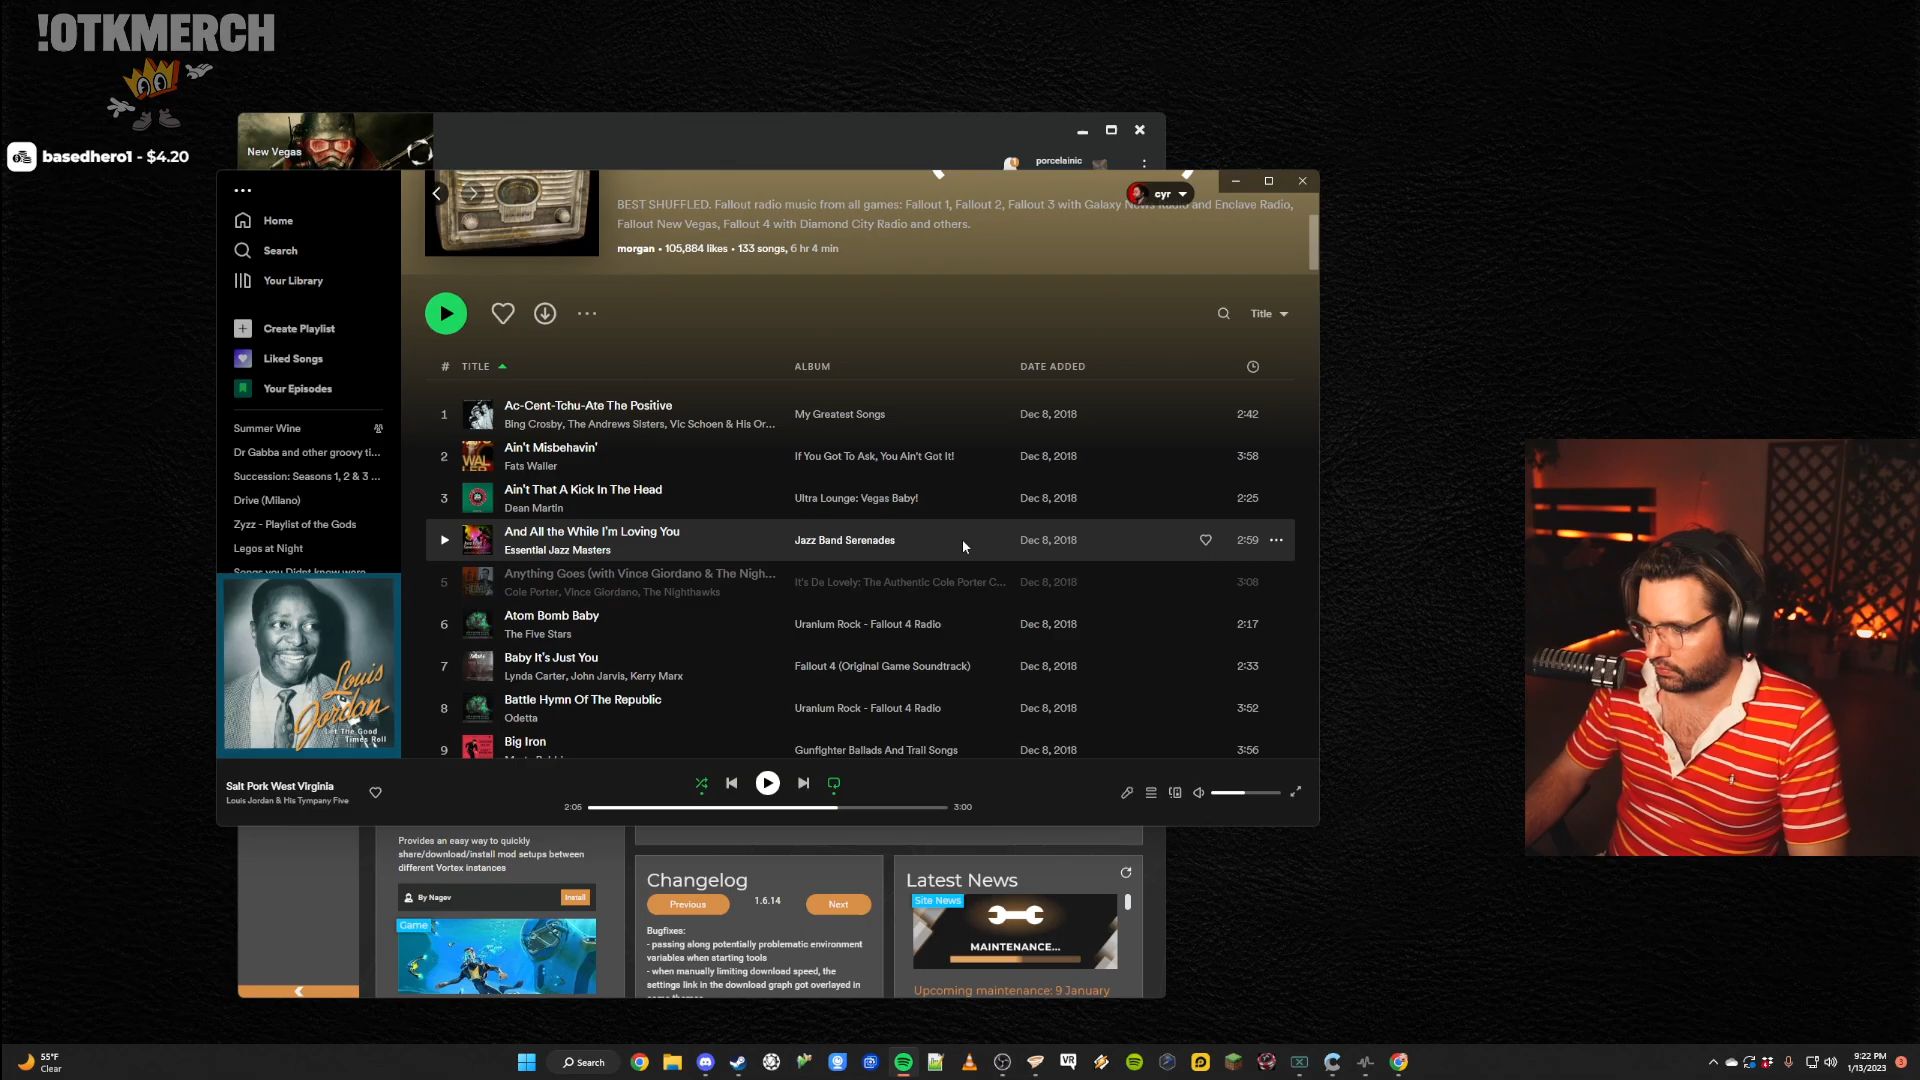 !OTKMERCH
basedhero1 - $4.20
New Vegas
porcelainic
Home
Search
Your Library
Create Playlist
Liked Songs
Your Episodes
Summer Wine
Dr Gabba and other groovy ti...
Succession: Seasons 1, 2 & 3 ...
Drive (Milano)
Zyzz - Playlist of the Gods
Legos at Night
Songs you Didnt know were
cyr
BEST SHUFFLED. Fallout radio music from all games: Fallout 1, Fallout 2, Fallout 3 with Galaxy News Radio and Enclave Radio,
Fallout New Vegas, Fallout 4 with Diamond City Radio and others.
morgan • 105,884 likes • 133 songs, 6 hr 4 min
Title
# TITLE ALBUM DATE ADDED
1 Ac-Cent-Tchu-Ate The Positive My Greatest Songs Dec 8, 2018 2:42
Bing Crosby, The Andrews Sisters, Vic Schoen & His Or...
2 Ain't Misbehavin' If You Got To Ask, You Ain't Got It! Dec 8, 2018 3:58
Fats Waller
3 Ain't That A Kick In The Head Ultra Lounge: Vegas Baby! Dec 8, 2018 2:25
Dean Martin
And All the While I'm Loving You Jazz Band Serenades Dec 8, 2018 2:59
Essential Jazz Masters
5 Anything Goes (with Vince Giordano & The Nigh... It's De Lovely: The Authentic Cole Porter C... Dec 8, 2018 3:08
Cole Porter, Vince Giordano, The Nighthawks
6 Atom Bomb Baby Uranium Rock - Fallout 4 Radio Dec 8, 2018 2:17
The Five Stars
7 Baby It's Just You Fallout 4 (Original Game Soundtrack) Dec 8, 2018 2:33
Lynda Carter, John Jarvis, Kerry Marx
8 Battle Hymn Of The Republic Uranium Rock - Fallout 4 Radio Dec 8, 2018 3:52
Odetta
9 Big Iron Gunfighter Ballads And Trail Songs Dec 8, 2018 3:56
WAL
LER
Louis
Jordan
Let The Good
Times Roll
Salt Pork West Virginia
Louis Jordan & His Tympany Five
2:05
3:00
Provides an easy way to quickly
share/download/install mod setups between
different Vortex instances
By Nagev
Install
Game
Changelog
Previous 1.6.14 Next
Bugfixes:
- passing along potentially problematic environment
variables when starting tools
- when manually limiting download speed, the
settings link in the download graph got overlayed in
Latest News
Site News
MAINTENANCE...
Upcoming maintenance: 9 January
55°F
Clear
Search
VR
9:22 PM
1/13/2023
3